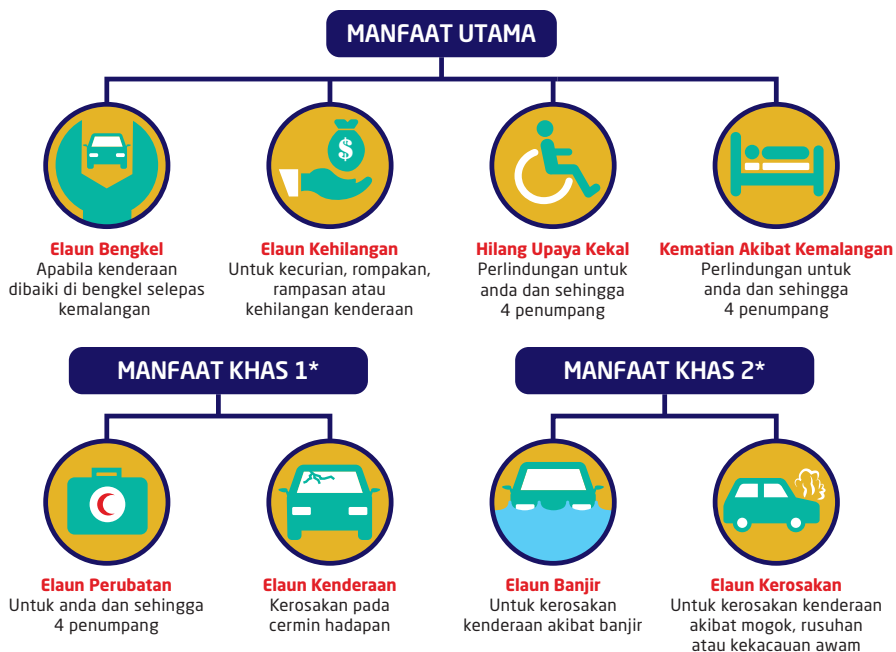 MANFAAT UTAMA
$
Elaun Bengkel
Apabila kenderaan
dibaiki di bengkel selepas
kemalangan
Elaun Kehilangan
Untuk kecurian, rompakan,
rampasan atau
kehilangan kenderaan
Hilang Upaya Kekal
Perlindungan untuk
anda dan sehingga
4 penumpang
Kematian Akibat Kemalangan
Perlindungan untuk
anda dan sehingga
4 penumpang
MANFAAT KHAS 1*
Elaun Perubatan
Untuk anda dan sehingga
4 penumpang
Elaun Kenderaan
Kerosakan pada
cermin hadapan
MANFAAT KHAS 2*
Elaun Banjir
Untuk kerosakan
kenderaan akibat banjir
Elaun Kerosakan
Untuk kerosakan kenderaan
akibat mogok, rusuhan
atau kekacauan awam